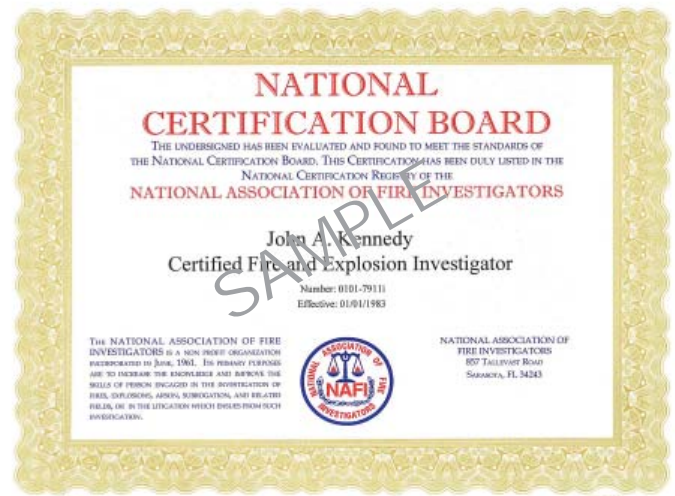 NATIONAL
CERTIFICATION BOARD
THE UNDERSIGNED HAS BEEN EVALUATED AND FOUND TO MEET THE STANDARDS OF
THE NATIONAL CERTIFICATION BOARD. THIS CERTIFICATION HAS BEEN DULY LISTED IN THE
NATIONAL CERTIFICATION REGISTRY OF THE
NATIONAL ASSOCIATION OF FIRE INVESTIGATORS
John A. Kennedy
Certified Fire and Explosion Investigator
SAMPLE
Number: 0101-7911i
Effective: 01/01/1983
THE NATIONAL ASSOCIATION OF FIRE
INVESTIGATORS IS A NON PROFIT ORGANIZATION
INCORPORATED IN JUNE, 1961. ITS PRIMARY PURPOSES
ARE TO INCREASE THE KNOWLEDGE AND IMPROVE THE
SKILLS OF PERSON ENGAGED IN THE INVESTIGATION OF
FIRES, EXPLOSIONS, ARSON, SUBROGATION, AND RELATED
FIELDS, OR IN THE LITIGATION WHICH ENSUES FROM SUCH
INVESTIGATION.
NATIONAL ASSOCIATION OF FIRE
INVESTIGATORS
NAFI
NATIONAL ASSOCIATION OF
FIRE INVESTIGATORS
857 TALLEVAST ROAD
SARASOTA, FL 34243